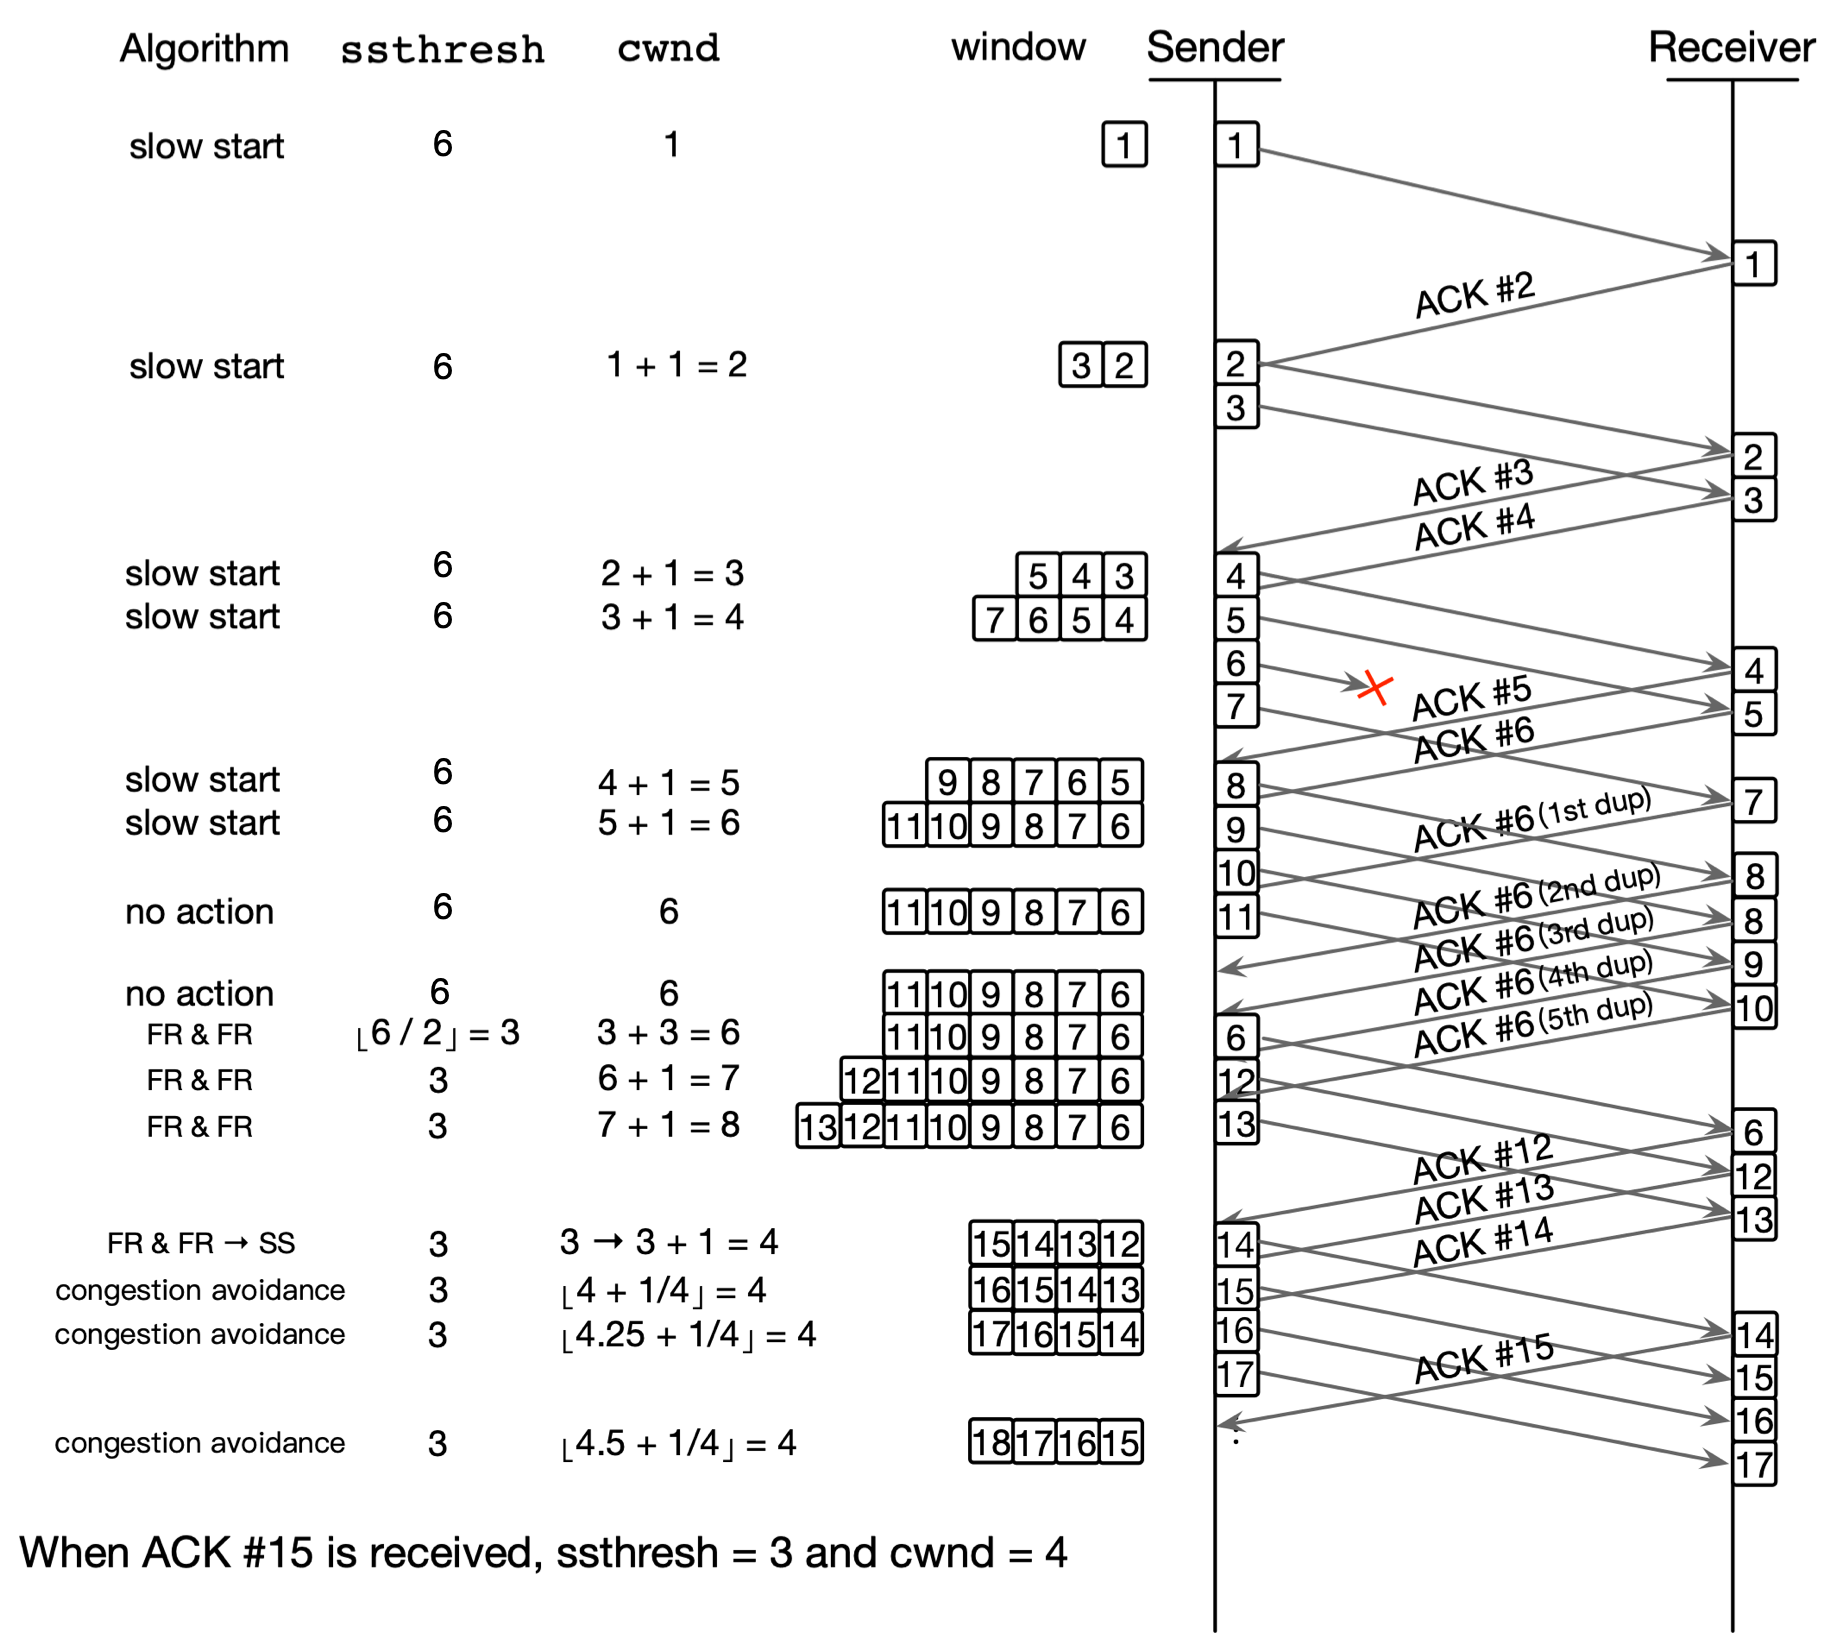 Algorithm ssthresh cwnd window Sender Receiver
slow start 6 1 1 1
1
ACK #2
slow start 6 1 + 1 = 2 3 2 2
3
2
ACK #3
3
ACK #4
slow start 6 2 + 1 = 3 5 4 3 4
slow start 6 3 + 1 = 4 7 6 5 4 5
6
4
7
ACK #5
5
ACK #6
slow start 6 4 + 1 = 5 9 8 7 6 5 8
7
slow start 6 5 + 1 = 6 11 10 9 8 7 6 9
ACK #6 (1st dup)
10
8
no action 6 6 11 10 9 8 7 6 11
ACK #6 (2nd dup)
8
ACK #6 (3rd dup)
9
no action 6 6 11 10 9 8 7 6
ACK #6 (4th dup)
10
FR & FR ⌊6 / 2⌋ = 3 3 + 3 = 6 11 10 9 8 7 6 6
ACK #6 (5th dup)
FR & FR 3 6 + 1 = 7 12 11 10 9 8 7 6 12
FR & FR 3 7 + 1 = 8 13 12 11 10 9 8 7 6 13
6
ACK #12
12
ACK #13
13
FR & FR → SS 3 3 → 3 + 1 = 4 15 14 13 12 14
ACK #14
congestion avoidance 3 ⌊4 + 1/4⌋ = 4 16 15 14 13 15
congestion avoidance 3 ⌊4.25 + 1/4⌋ = 4 17 16 15 14 16
14
ACK #15
17
15
16
congestion avoidance 3 ⌊4.5 + 1/4⌋ = 4 18 17 16 15 :
17
When ACK #15 is received, ssthresh = 3 and cwnd = 4